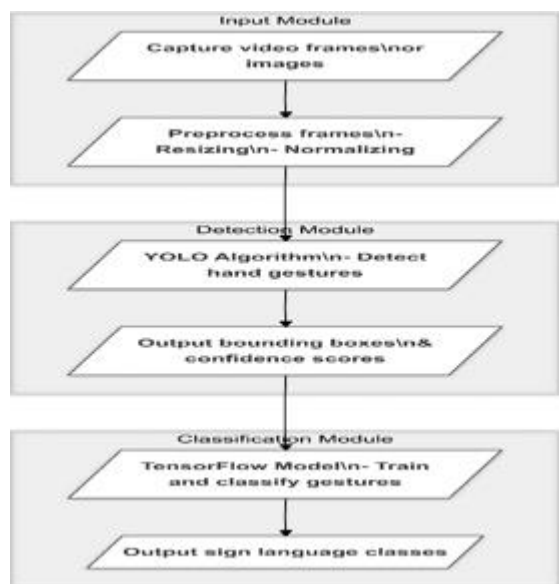 Input Module
Capture video frames\nor
images
Preprocess frames\n-
Resizing\n- Normalizing
Detection Module
YOLO Algorithm\n- Detect
hand gestures
Output bounding boxes\n&
confidence scores
Classification Module
TensorFlow Model\n- Train
and classify gestures
Output sign language classes